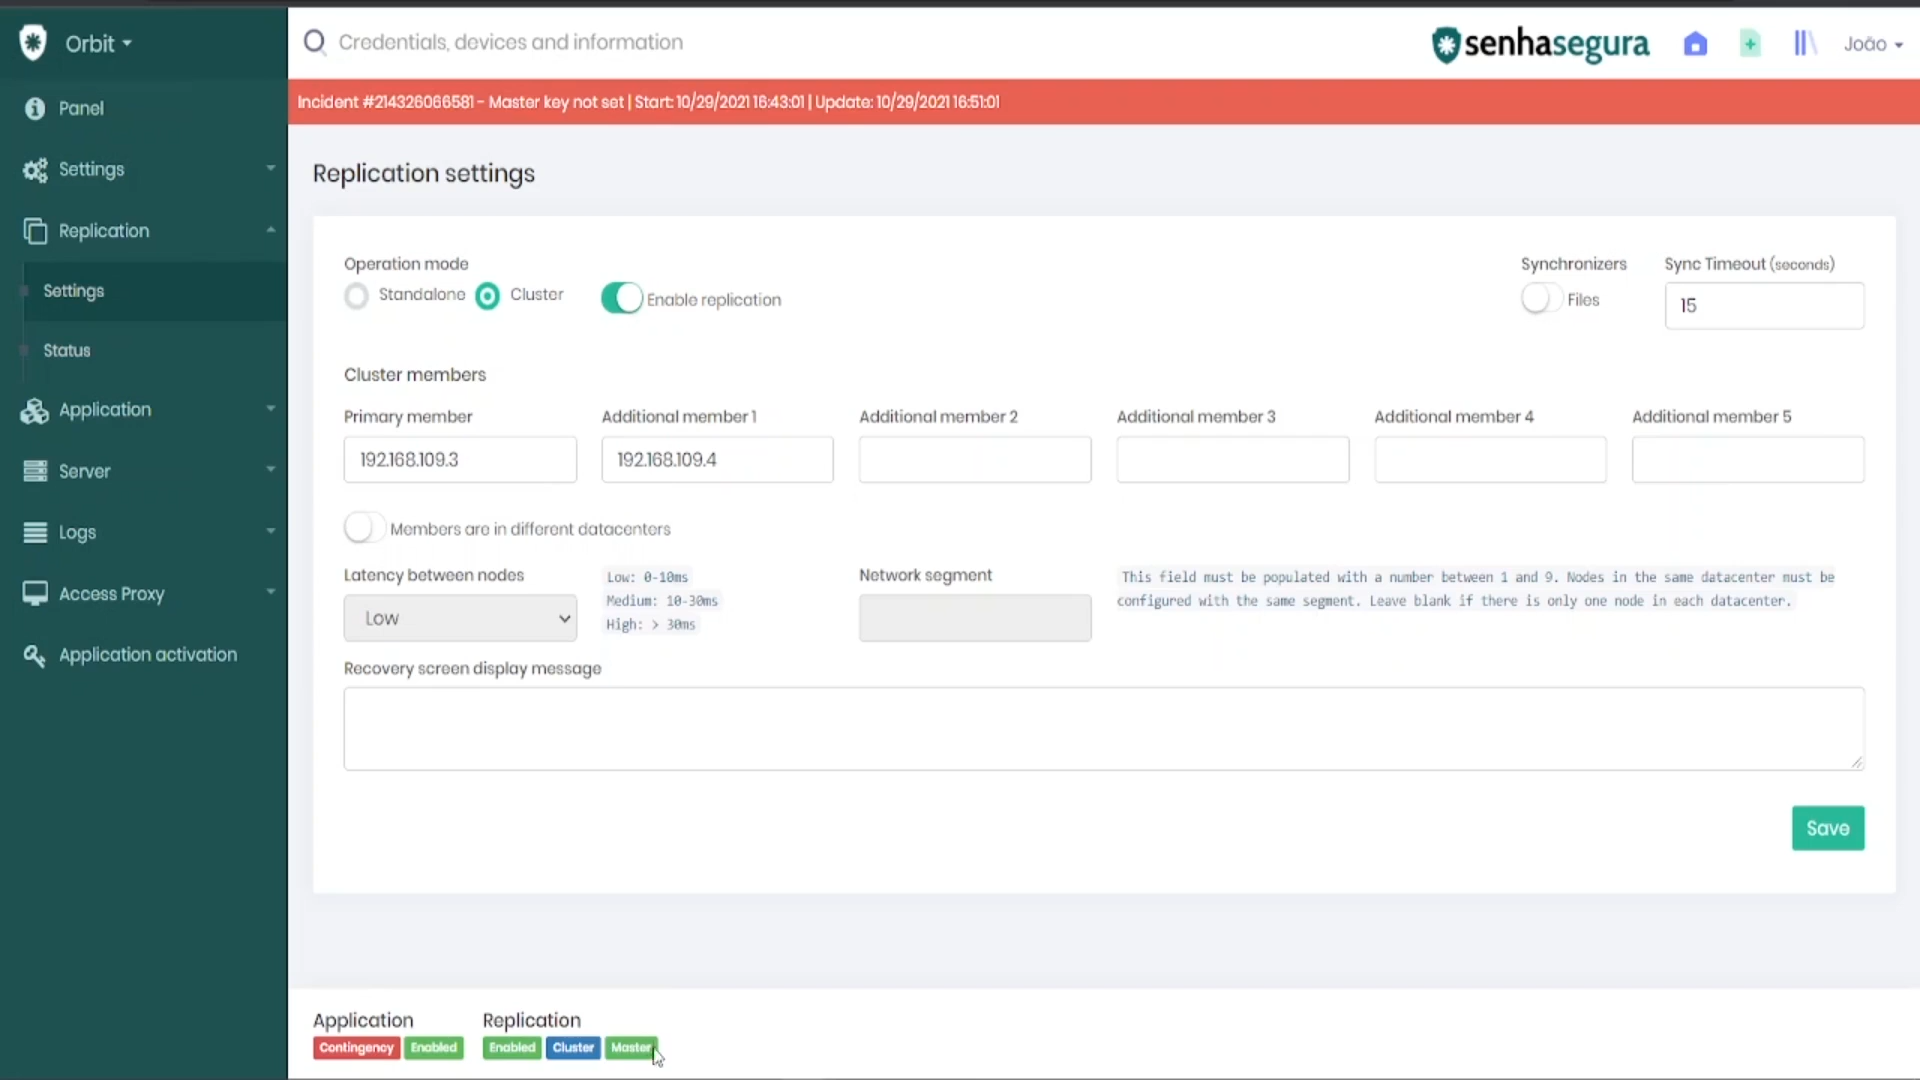 Orbit
Credentials, devices and information
senhasegura
João
Incident #214326066581 - Master key not set | Start: 10/29/2021 16:43:01 | Update: 10/29/2021 16:51:01
Panel
Settings
Replication
Settings
Status
Application
Server
Logs
Access Proxy
Application activation
Replication settings
Operation mode
Standalone Cluster Enable replication
Synchronizers
Files
Sync Timeout (seconds)
15
Cluster members
Primary member Additional member 1 Additional member 2 Additional member 3 Additional member 4 Additional member 5
192.168.109.3 192.168.109.4
Members are in different datacenters
Latency between nodes
Low
Low: 0-10ms
Medium: 10-30ms
High: > 30ms
Network segment
This field must be populated with a number between 1 and 9. Nodes in the same datacenter must be
configured with the same segment. Leave blank if there is only one node in each datacenter.
Recovery screen display message
Save
Application Replication
Contingency Enabled Enabled Cluster Master